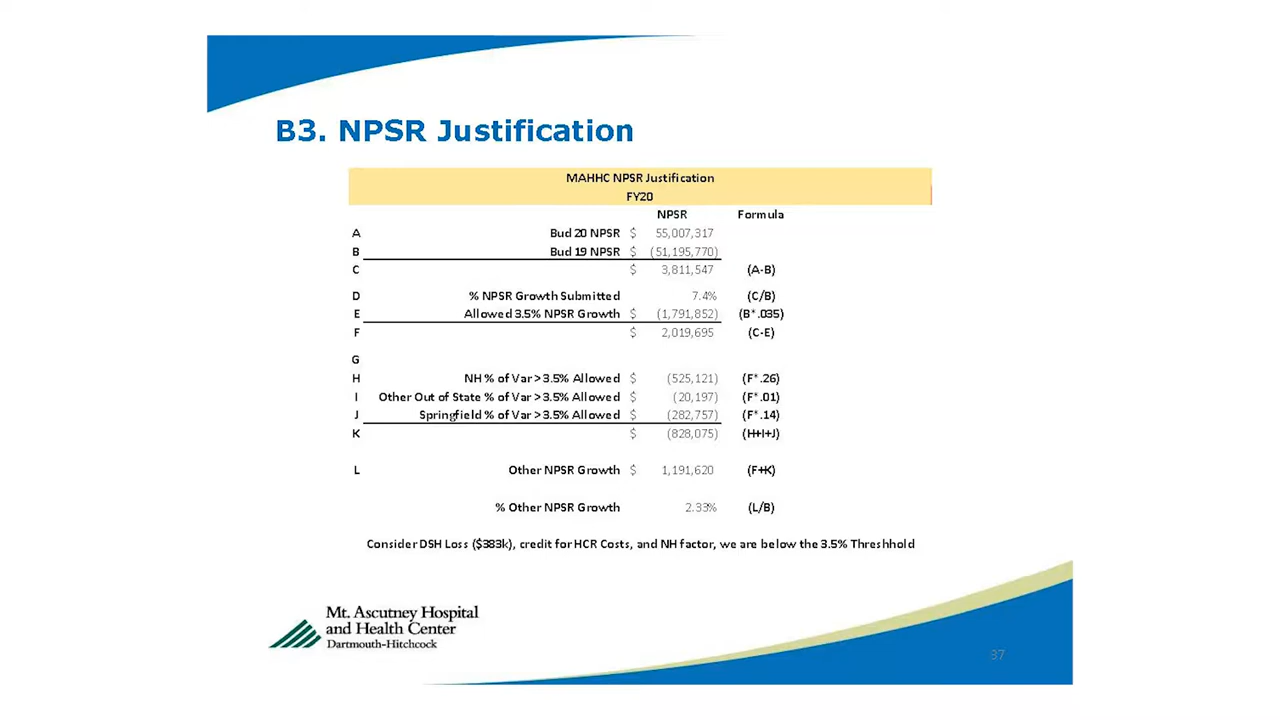 B3. NPSR Justification
MAHHC NPSR Justification
FY20
NPSR Formula
A Bud 20 NPSR $ 55,007,317
B Bud 19 NPSR $ (51,195,770)
C $ 3,811,547 (A-B)
D % NPSR Growth Submitted 7.4% (C/B)
E Allowed 3.5% NPSR Growth $ (1,791,852) (B*.035)
F $ 2,019,695 (C-E)
G
H NH % of Var > 3.5% Allowed $ (525,121) (F*.26)
I Other Out of State % of Var > 3.5% Allowed $ (20,197) (F*.01)
J Springfield % of Var > 3.5% Allowed $ (282,757) (F*.14)
K $ (828,075) (H+I+J)
L Other NPSR Growth $ 1,191,620 (F+K)
% Other NPSR Growth 2.33% (L/B)
Consider DSH Loss ($383k), credit for HCR Costs, and NH factor, we are below the 3.5% Threshhold
Mt. Ascutney Hospital
and Health Center
Dartmouth-Hitchcock
37